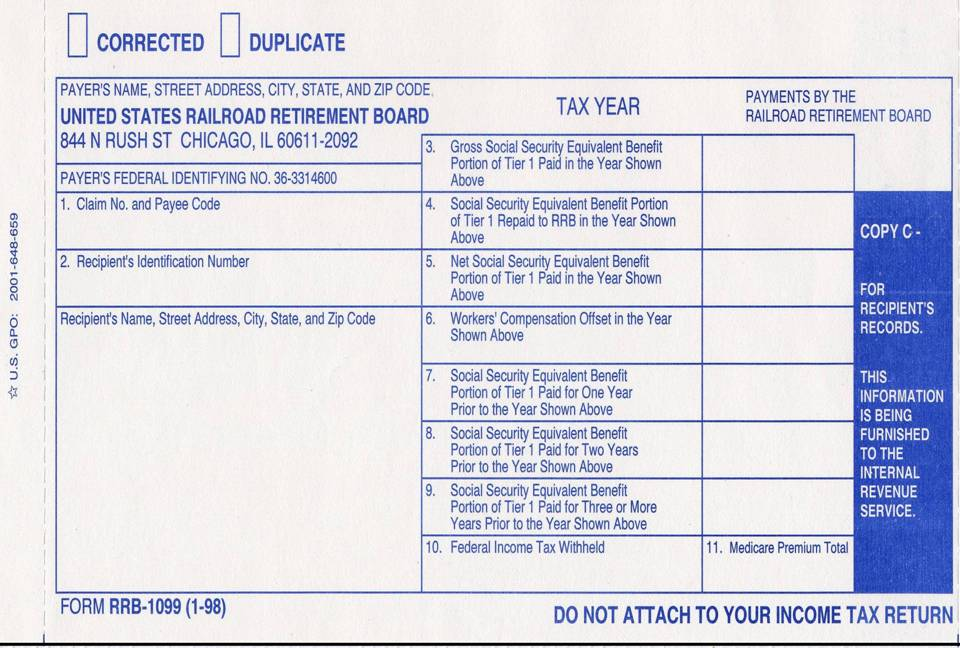 CORRECTED DUPLICATE
PAYER'S NAME, STREET ADDRESS, CITY, STATE, AND ZIP CODE.
UNITED STATES RAILROAD RETIREMENT BOARD
844 N RUSH ST CHICAGO, IL 60611-2092
PAYER'S FEDERAL IDENTIFYING NO. 36-3314600
1. Claim No. and Payee Code
2. Recipient's Identification Number
Recipient's Name, Street Address, City, State, and Zip Code
TAX YEAR
PAYMENTS BY THE
RAILROAD RETIREMENT BOARD
3. Gross Social Security Equivalent Benefit
Portion of Tier 1 Paid in the Year Shown
Above
4. Social Security Equivalent Benefit Portion
of Tier 1 Repaid to RRB in the Year Shown
Above
5. Net Social Security Equivalent Benefit
Portion of Tier 1 Paid in the Year Shown
Above
6. Workers' Compensation Offset in the Year
Shown Above
7. Social Security Equivalent Benefit
Portion of Tier 1 Paid for One Year
Prior to the Year Shown Above
8. Social Security Equivalent Benefit
Portion of Tier 1 Paid for Two Years
Prior to the Year Shown Above
9. Social Security Equivalent Benefit
Portion of Tier 1 Paid for Three or More
Years Prior to the Year Shown Above
10. Federal Income Tax Withheld
11. Medicare Premium Total
COPY C -
FOR
RECIPIENT'S
RECORDS.
THIS
INFORMATION
IS BEING
FURNISHED
TO THE
INTERNAL
REVENUE
SERVICE.
FORM RRB-1099 (1-98)
DO NOT ATTACH TO YOUR INCOME TAX RETURN
☆ U.S. GPO: 2001-648-659